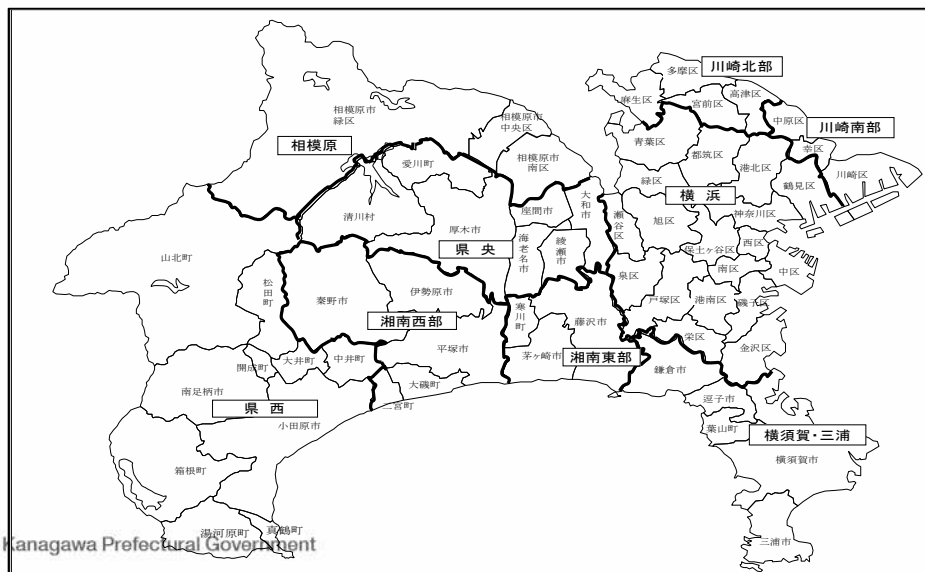 川崎北部
多摩区
高津区
麻生区
宮前区
相模原市
緑区
相模原市
中央区
中原区
川崎南部
相模原
愛川町
相模原市
南区
青葉区
都筑区
港北区
幸区
川崎区
鶴見区
緑区
横浜
清川村
厚木市
座間市
大和市
瀬谷区
旭区
神奈川区
県央
海老名市
綾瀬市
保土ヶ谷区
西区
山北町
松田町
秦野市
伊勢原市
泉区
南区
中区
戸塚区
港南区
磯子区
湘南西部
寒川町
藤沢市
栄区
金沢区
平塚市
茅ヶ崎市
湘南東部
鎌倉市
開成町
大井町
中井町
南足柄市
大磯町
二宮町
逗子市
県西
小田原市
葉山町
横須賀・三浦
横須賀市
箱根町
湯河原町
真鶴町
三浦市
Kanagawa Prefectural Government